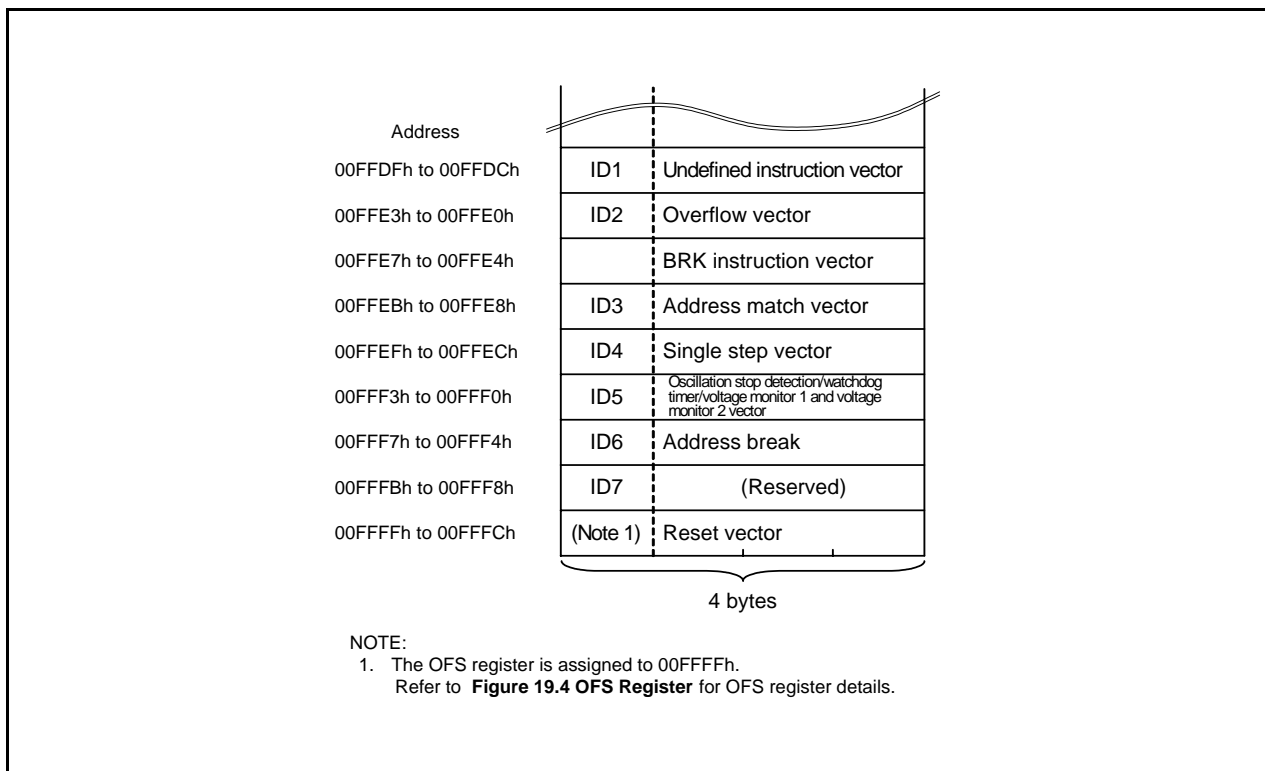 Address
00FFDFh to 00FFDCh ID1 Undefined instruction vector
00FFE3h to 00FFE0h ID2 Overflow vector
00FFE7h to 00FFE4h BRK instruction vector
00FFEBh to 00FFE8h ID3 Address match vector
00FFEFh to 00FFECh ID4 Single step vector
00FFF3h to 00FFF0h ID5 Oscillation stop detection/watchdog
timer/voltage monitor 1 and voltage
monitor 2 vector
00FFF7h to 00FFF4h ID6 Address break
00FFFBh to 00FFF8h ID7 (Reserved)
00FFFFh to 00FFFCh (Note 1) Reset vector
4 bytes
NOTE:
1. The OFS register is assigned to 00FFFFh.
Refer to Figure 19.4 OFS Register for OFS register details.